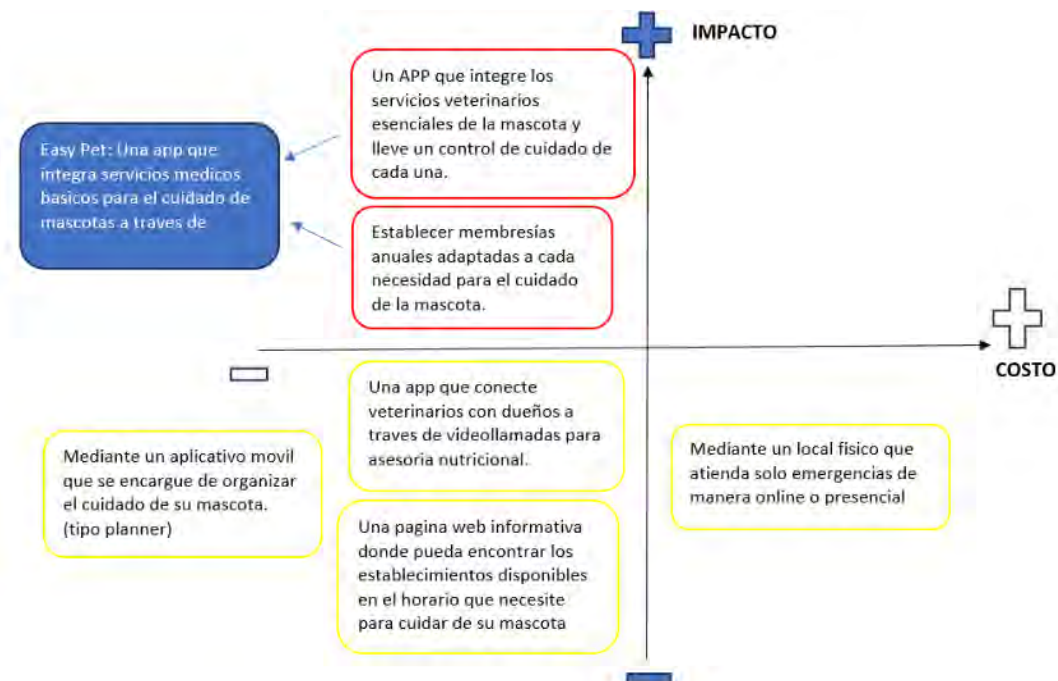 IMPACTO
Un APP que integre los
servicios veterinarios
esenciales de la mascota y
lleve un control de cuidado de
cada una.
Easy Pet: Una app que
integra servicios medicos
basicos para el cuidado de
mascotas a traves de
Establecer membresías
anuales adaptadas a cada
necesidad para el cuidado
de la mascota.
COSTO
Una app que conecte
veterinarios con dueños a
traves de videollamadas para
asesoria nutricional.
Mediante un aplicativo movil
que se encargue de organizar
el cuidado de su mascota.
(tipo planner)
Mediante un local físico que
atienda solo emergencias de
manera online o presencial
Una pagina web informativa
donde pueda encontrar los
establecimientos disponibles
en el horario que necesite
para cuidar de su mascota